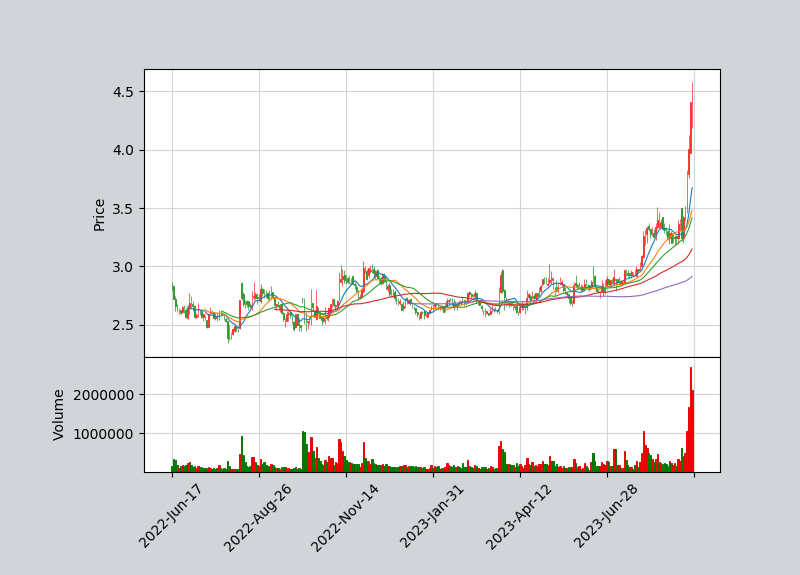 4.5
4.0
3.5
3.0
2.5
Price
2000000
1000000
Volume
2022-Jun-17
2022-Aug-26
2022-Nov-14
2023-Jan-31
2023-Apr-12
2023-Jun-28